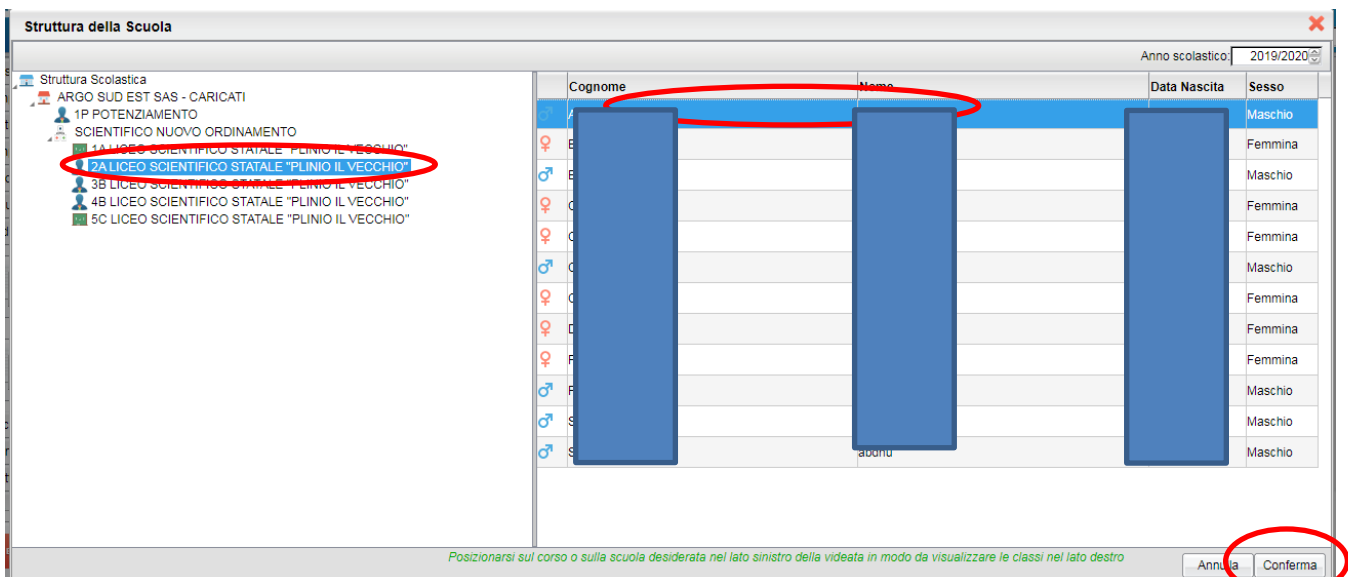 Struttura della Scuola
Anno scolastico: 2019/2020
Struttura Scolastica
ARGO SUD EST SAS - CARICATI
1P POTENZIAMENTO
SCIENTIFICO NUOVO ORDINAMENTO
1A LICEO SCIENTIFICO STATALE "PLINIO IL VECCHIO"
2A LICEO SCIENTIFICO STATALE "PLINIO IL VECCHIO"
3B LICEO SCIENTIFICO STATALE "PLINIO IL VECCHIO"
4B LICEO SCIENTIFICO STATALE "PLINIO IL VECCHIO"
5C LICEO SCIENTIFICO STATALE "PLINIO IL VECCHIO"
Cognome Nome Data Nascita Sesso
Maschio
Femmina
Maschio
Femmina
Femmina
Maschio
Femmina
Femmina
Femmina
Maschio
Maschio
Maschio
Posizionarsi sul corso o sulla scuola desiderata nel lato sinistro della videata in modo da visualizzare le classi nel lato destro
Annulla Conferma